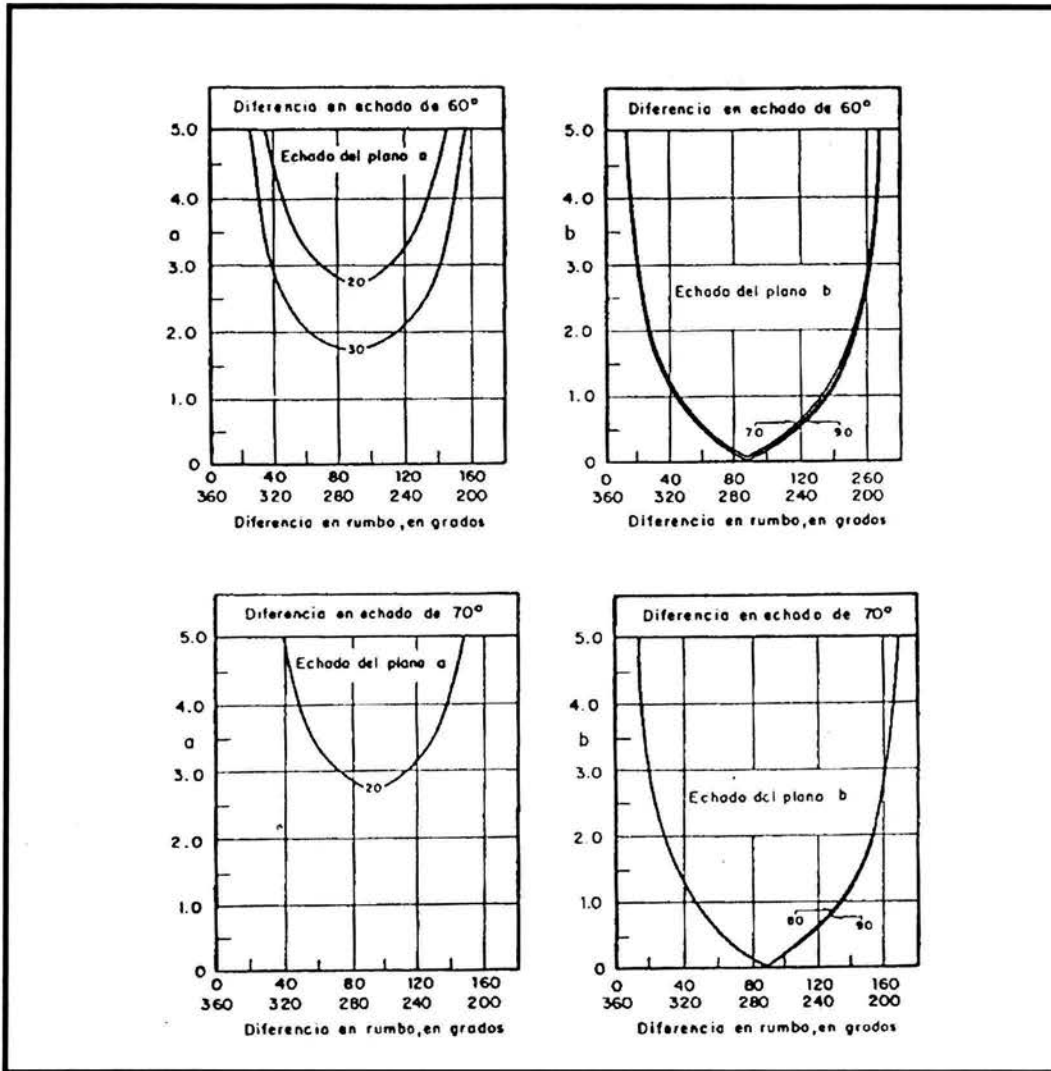 Diferencia en echado de 60°
5.0
Echado del plano a
4.0
a
3.0
20
2.0
30
1.0
0
0 40 80 120 160
360 320 280 240 200
Diferencia en rumbo, en grados
Diferencia en echado de 60°
5.0
4.0
b
3.0
Echado del plano b
2.0
1.0
70 90
0
0 40 80 120 260
360 320 280 240 200
Diferencia en rumbo, en grados
Diferencia en echado de 70°
5.0
Echado del plano a
4.0
a
3.0
20
2.0
1.0
0
0 40 80 120 160
360 320 280 240 200
Diferencia en rumbo, en grados
Diferencia en echado de 70°
5.0
4.0
b
3.0
Echado del plano b
2.0
1.0
80 90
0
0 40 80 120 160
360 320 280 240 200
Diferencia en rumbo, en grados